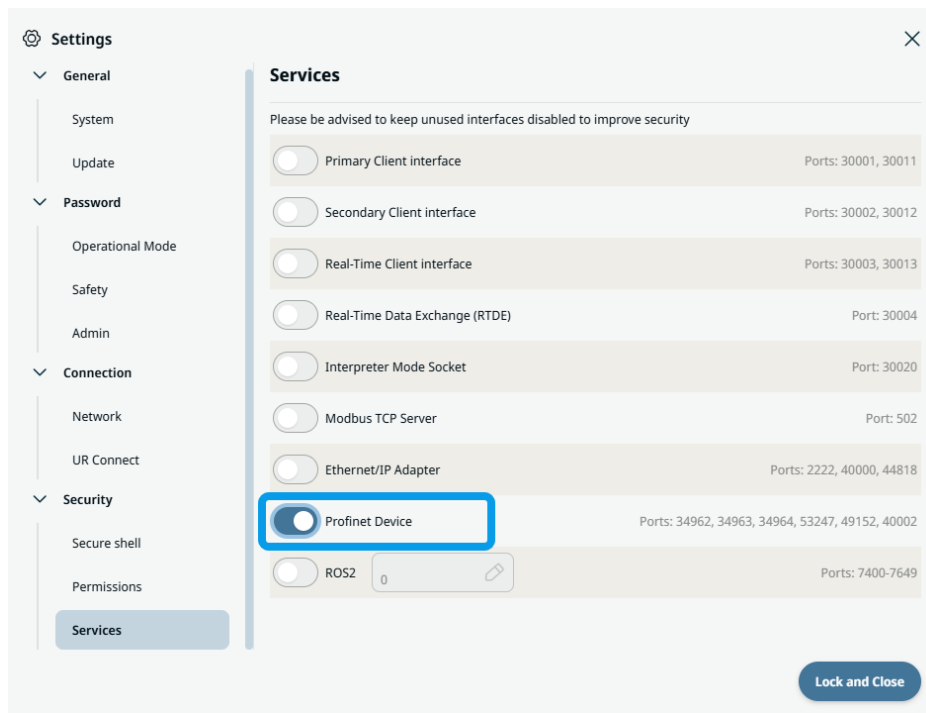 Settings
General
System
Update
Password
Operational Mode
Safety
Admin
Connection
Network
UR Connect
Security
Secure shell
Permissions
Services
Services
Please be advised to keep unused interfaces disabled to improve security
Primary Client interface Ports: 30001, 30011
Secondary Client interface Ports: 30002, 30012
Real-Time Client interface Ports: 30003, 30013
Real-Time Data Exchange (RTDE) Port: 30004
Interpreter Mode Socket Port: 30020
Modbus TCP Server Port: 502
Ethernet/IP Adapter Ports: 2222, 40000, 44818
Profinet Device Ports: 34962, 34963, 34964, 53247, 49152, 40002
ROS2 0 Ports: 7400-7649
Lock and Close